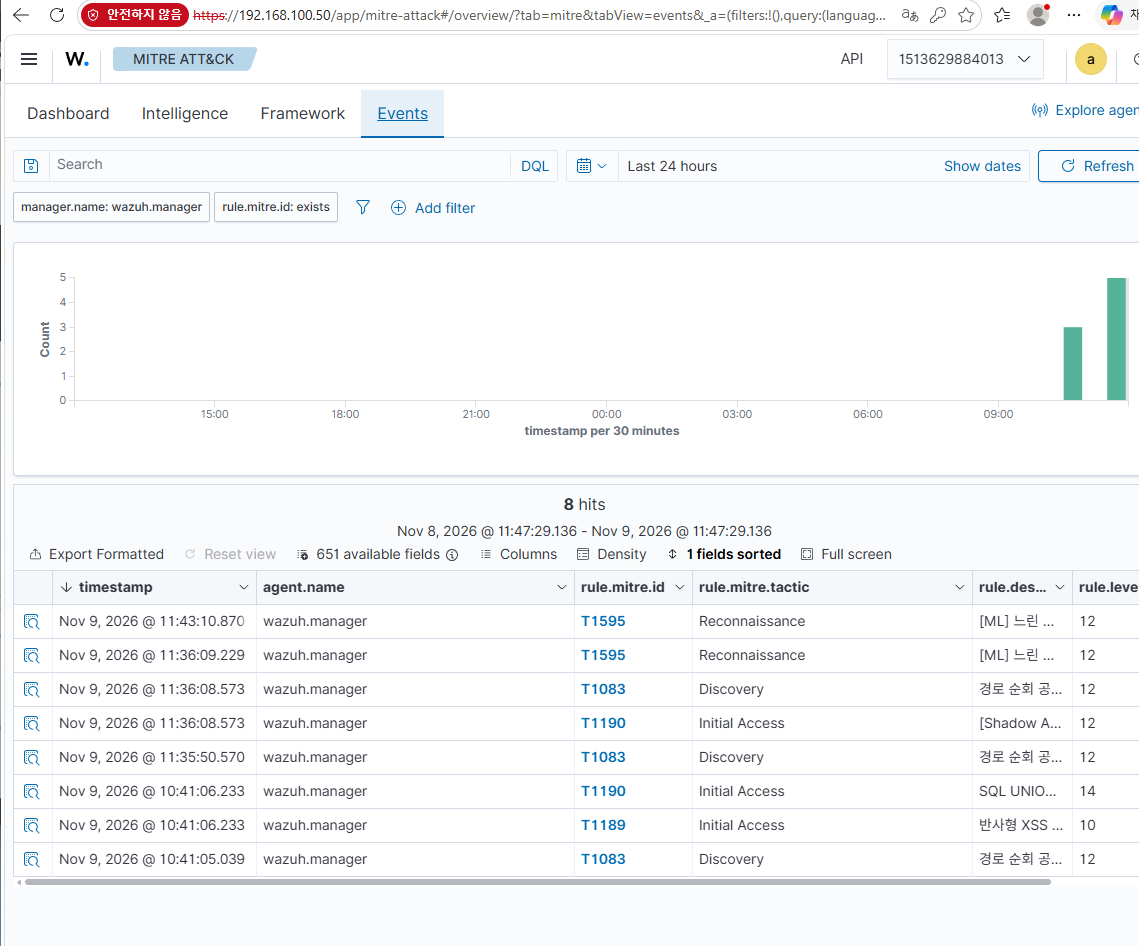 안전하지 않음 https://192.168.100.50/app/mitre-attack#/overview/?tab=mitre&tabView=events&_a=(filters:!(),query:(languag...
W. MITRE ATT&CK API 1513629884013 a
Dashboard Intelligence Framework Events Explore agen
Search DQL Last 24 hours Show dates Refresh
manager.name: wazuh.manager rule.mitre.id: exists Add filter
5
4
3
2
1
0
Count
15:00 18:00 21:00 00:00 03:00 06:00 09:00
timestamp per 30 minutes
8 hits
Nov 8, 2026 @ 11:47:29.136 - Nov 9, 2026 @ 11:47:29.136
Export Formatted Reset view 651 available fields Columns Density 1 fields sorted Full screen
timestamp agent.name rule.mitre.id rule.mitre.tactic rule.des... rule.leve
Nov 9, 2026 @ 11:43:10.870 wazuh.manager T1595 Reconnaissance [ML] 느린 ... 12
Nov 9, 2026 @ 11:36:09.229 wazuh.manager T1595 Reconnaissance [ML] 느린 ... 12
Nov 9, 2026 @ 11:36:08.573 wazuh.manager T1083 Discovery 경로 순회 공... 12
Nov 9, 2026 @ 11:36:08.573 wazuh.manager T1190 Initial Access [Shadow A... 12
Nov 9, 2026 @ 11:35:50.570 wazuh.manager T1083 Discovery 경로 순회 공... 12
Nov 9, 2026 @ 10:41:06.233 wazuh.manager T1190 Initial Access SQL UNIO... 14
Nov 9, 2026 @ 10:41:06.233 wazuh.manager T1189 Initial Access 반사형 XSS ... 10
Nov 9, 2026 @ 10:41:05.039 wazuh.manager T1083 Discovery 경로 순회 공... 12